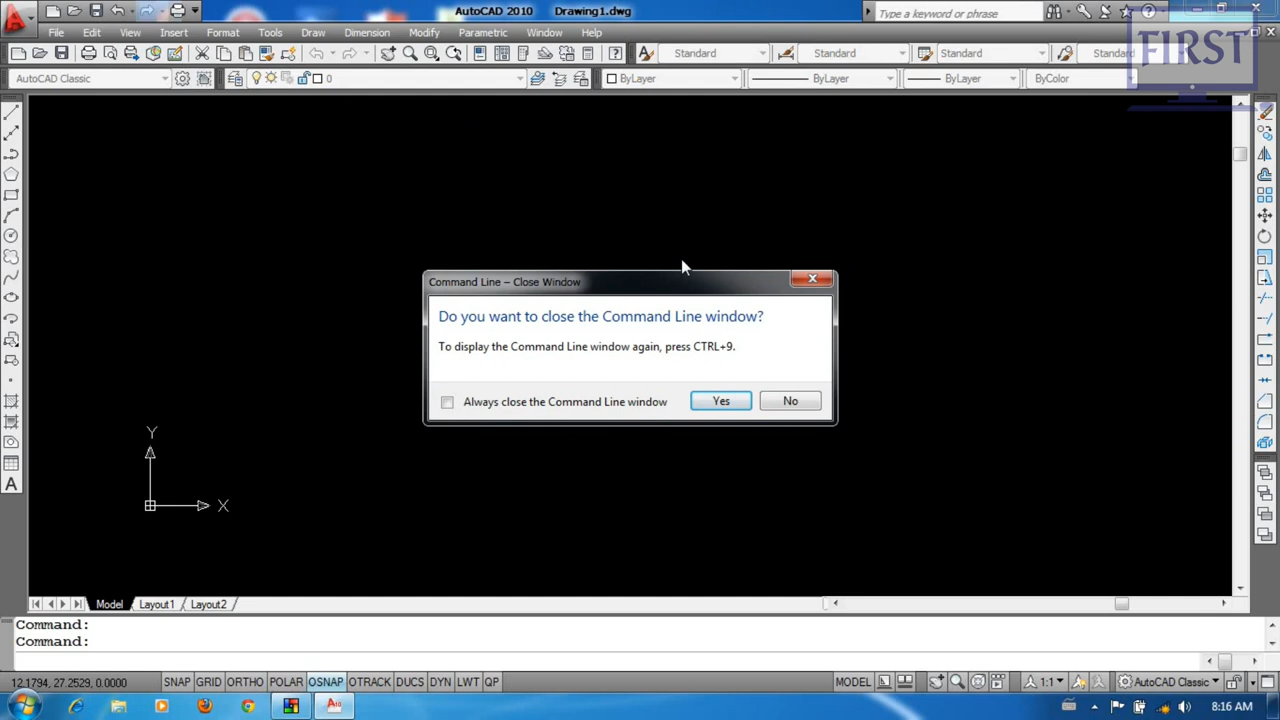 AutoCAD 2010 Drawing1.dwg
Type a keyword or phrase
File Edit View Insert Format Tools Draw Dimension Modify Parametric Window Help
FIRST
Standard Standard Standard Standard
AutoCAD Classic 0 ByLayer ByLayer ByLayer ByColor
Command Line – Close Window
Do you want to close the Command Line window?
To display the Command Line window again, press CTRL+9.
Always close the Command Line window Yes No
Y
X
A
Model Layout1 Layout2
Command:
Command:
12.1794, 27.2529, 0.0000 SNAP GRID ORTHO POLAR OSNAP OTRACK DUCS DYN LWT QP MODEL 1:1 AutoCAD Classic
8:16 AM